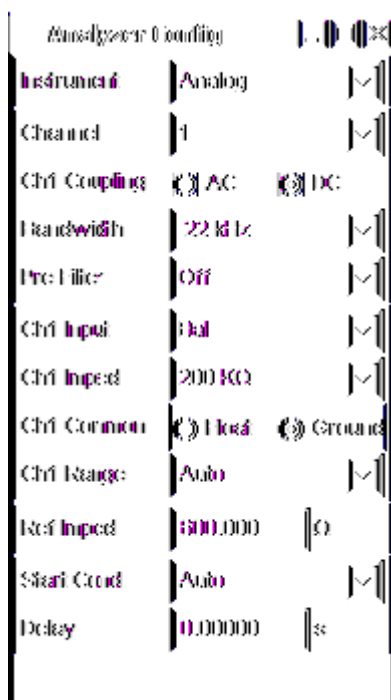 Analyzer Config
Instrument Analog
Channel 1
Ch1 Coupling AC DC
Bandwidth 22 kHz
Pre Filter Off
Ch1 Input Bal
Ch1 Imped 200 KΩ
Ch1 Common Float Ground
Ch1 Range Auto
Ref Imped 600.000 Ω
Start Cond Auto
Delay 0.00000 s